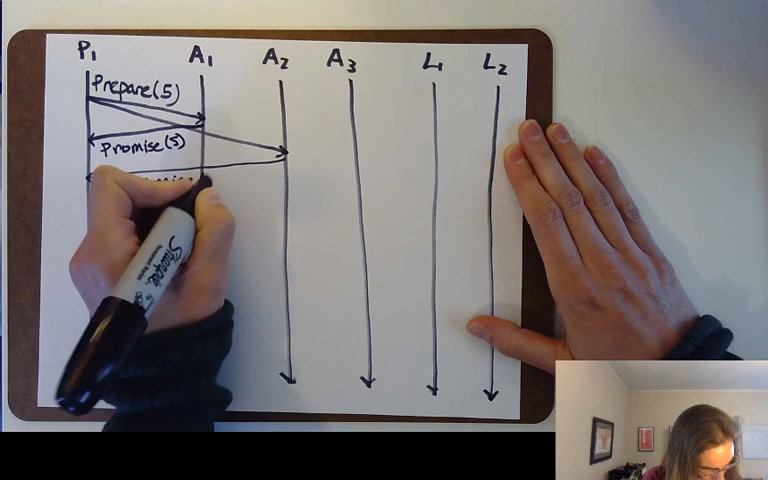 P1 A1 A2 A3 L1 L2
Prepare(5)
Promise(5)
Sharpie